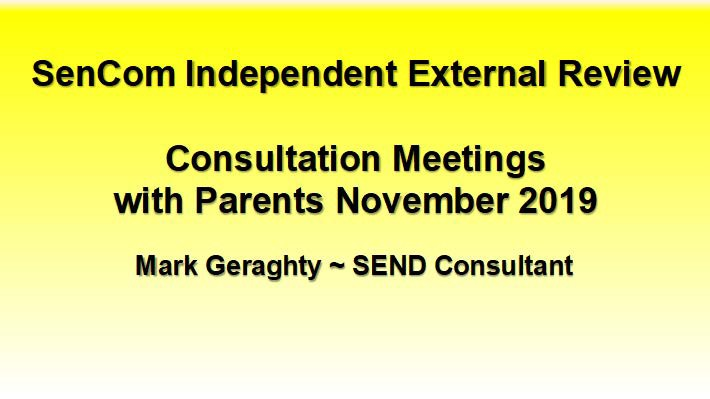 SenCom Independent External Review
Consultation Meetings
with Parents November 2019
Mark Geraghty ~ SEND Consultant